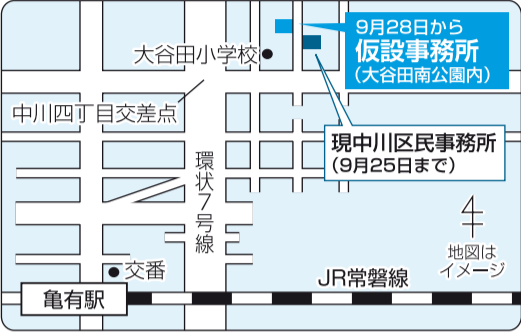 9月28日から
仮設事務所
(大谷田南公園内)
大谷田小学校
中川四丁目交差点
現中川区民事務所
(9月25日まで)
環状7号線
地図は
イメージ
交番
JR常磐線
亀有駅